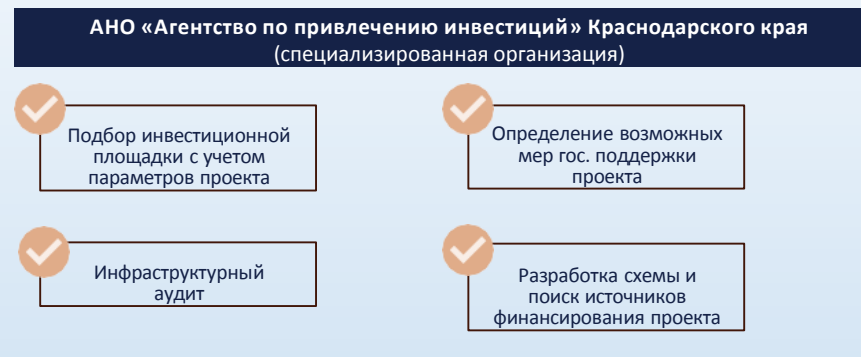 АНО «Агентство по привлечению инвестиций» Краснодарского края
(специализированная организация)
Подбор инвестиционной
площадки с учетом
параметров проекта
Определение возможных
мер гос. поддержки
проекта
Инфраструктурный
аудит
Разработка схемы и
поиск источников
финансирования проекта